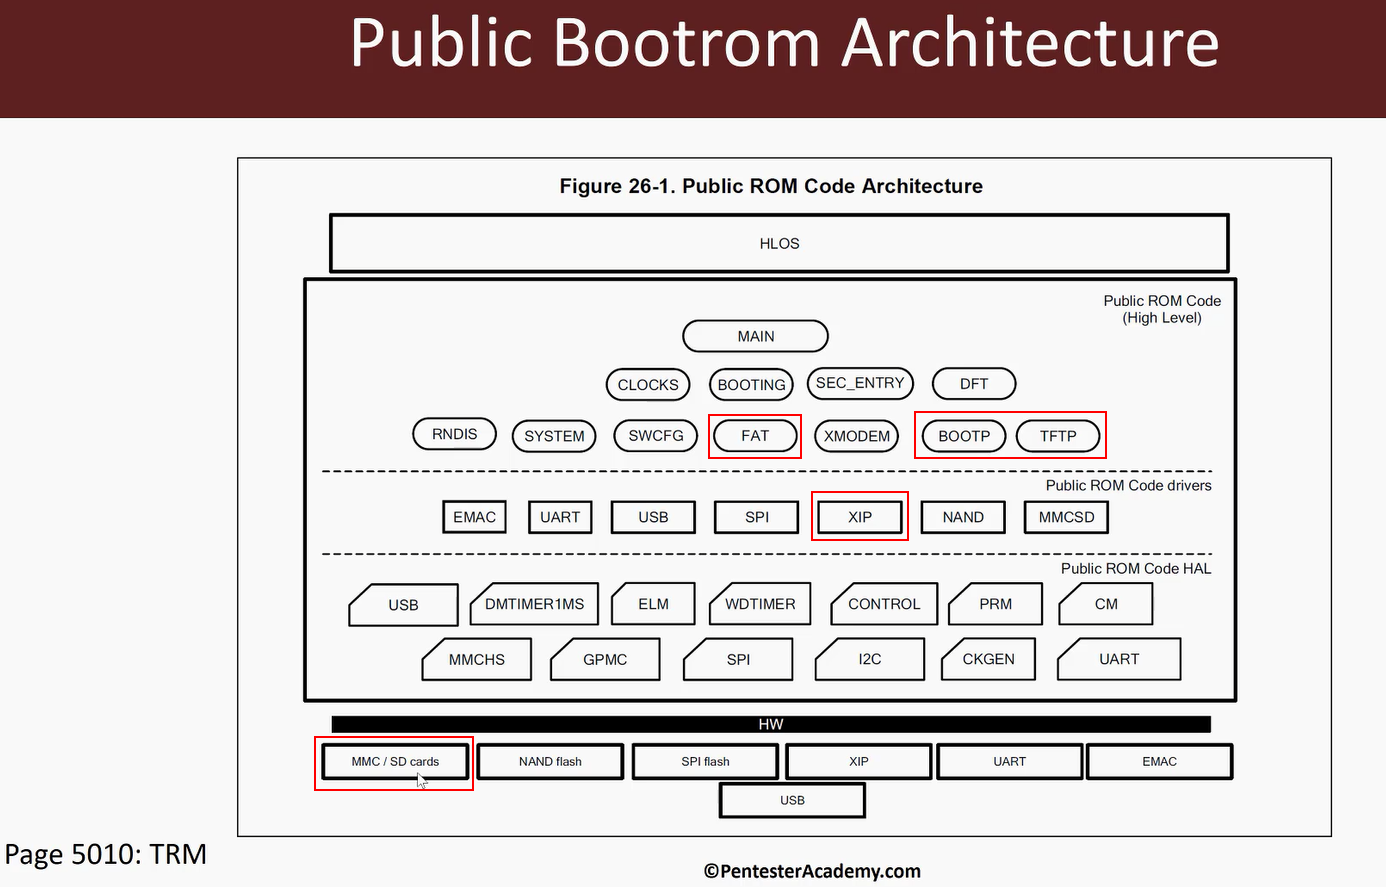 Public Bootrom Architecture
Figure 26-1. Public ROM Code Architecture
HLOS
Public ROM Code
(High Level)
MAIN
CLOCKS BOOTING SEC_ENTRY DFT
RNDIS SYSTEM SWCFG FAT XMODEM BOOTP TFTP
Public ROM Code drivers
EMAC UART USB SPI XIP NAND MMCSD
Public ROM Code HAL
USB DMTIMER1MS ELM WDTIMER CONTROL PRM CM
MMCHS GPMC SPI I2C CKGEN UART
HW
MMC / SD cards NAND flash SPI flash XIP UART EMAC
USB
Page 5010: TRM
©PentesterAcademy.com